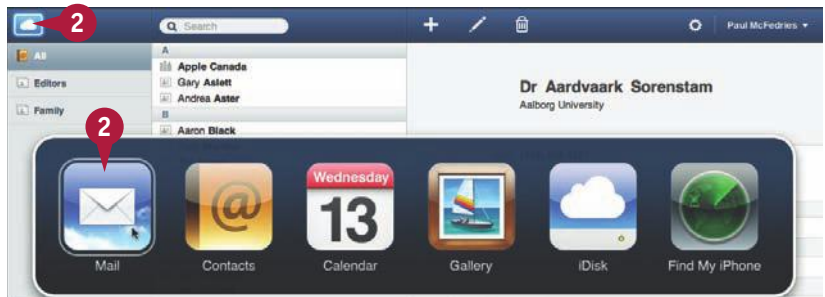 2
Search
Paul McFedries
All
A
Apple Canada
Gary Aslett
Andrea Aster
Editors
Family
B
Aaron Black
Dr Aardvaark Sorenstam
Aalborg University
2
@
Wednesday
13
Mail
Contacts
Calendar
Gallery
iDisk
Find My iPhone